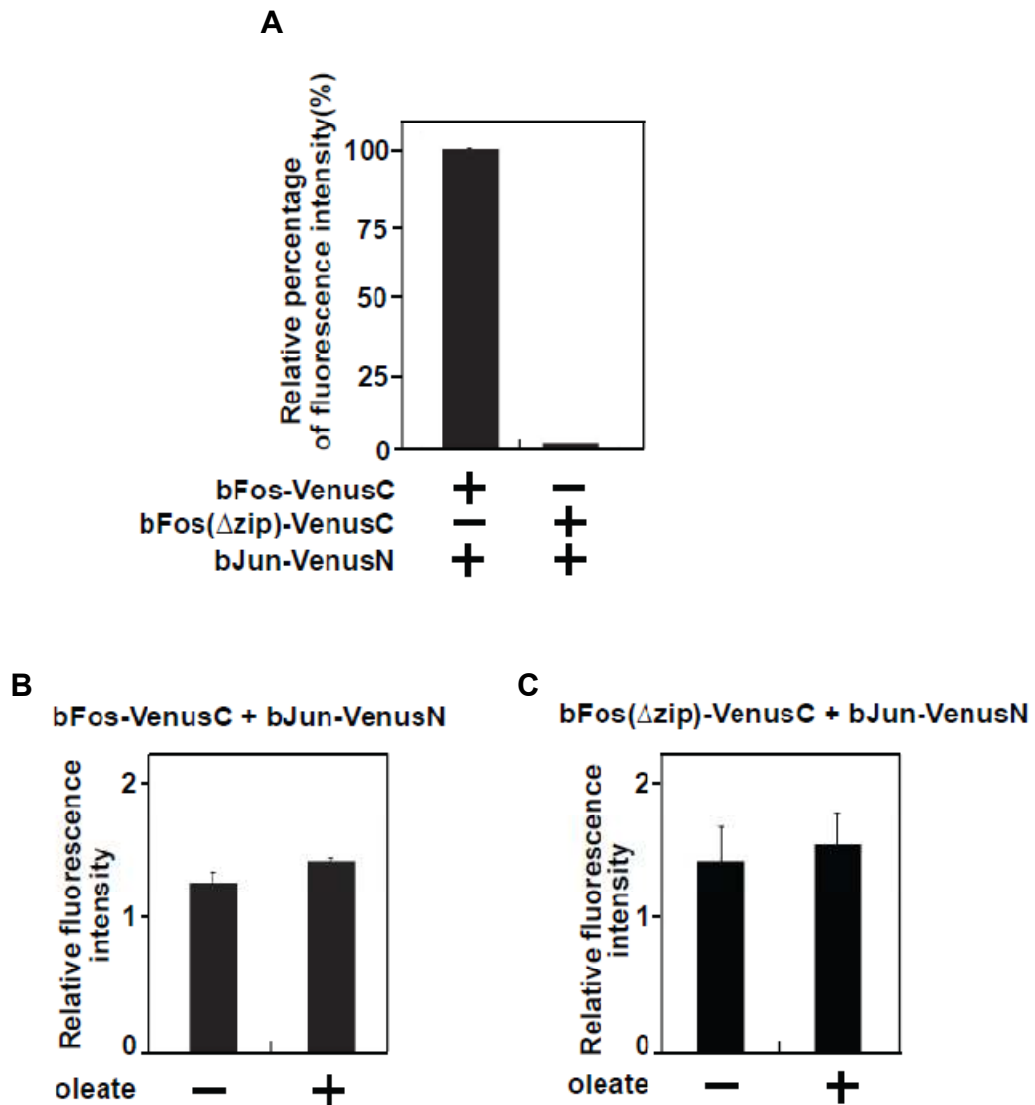 A
Relative percentage
of fluorescence intensity(%)
100
75
50
25
0
bFos-VenusC + −
bFos(Δzip)-VenusC − +
bJun-VenusN + +
B
bFos-VenusC + bJun-VenusN
Relative fluorescence
intensity
2
1
0
oleate − +
C
bFos(Δzip)-VenusC + bJun-VenusN
Relative fluorescence
intensity
2
1
0
oleate − +